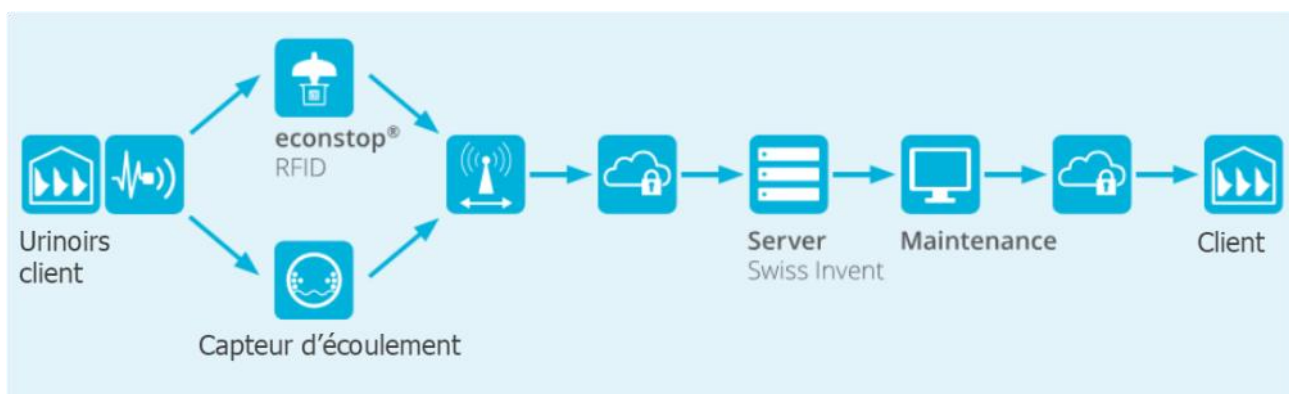 econstop®
RFID
Urinoirs
client
Server
Swiss Invent
Maintenance
Client
Capteur d'écoulement